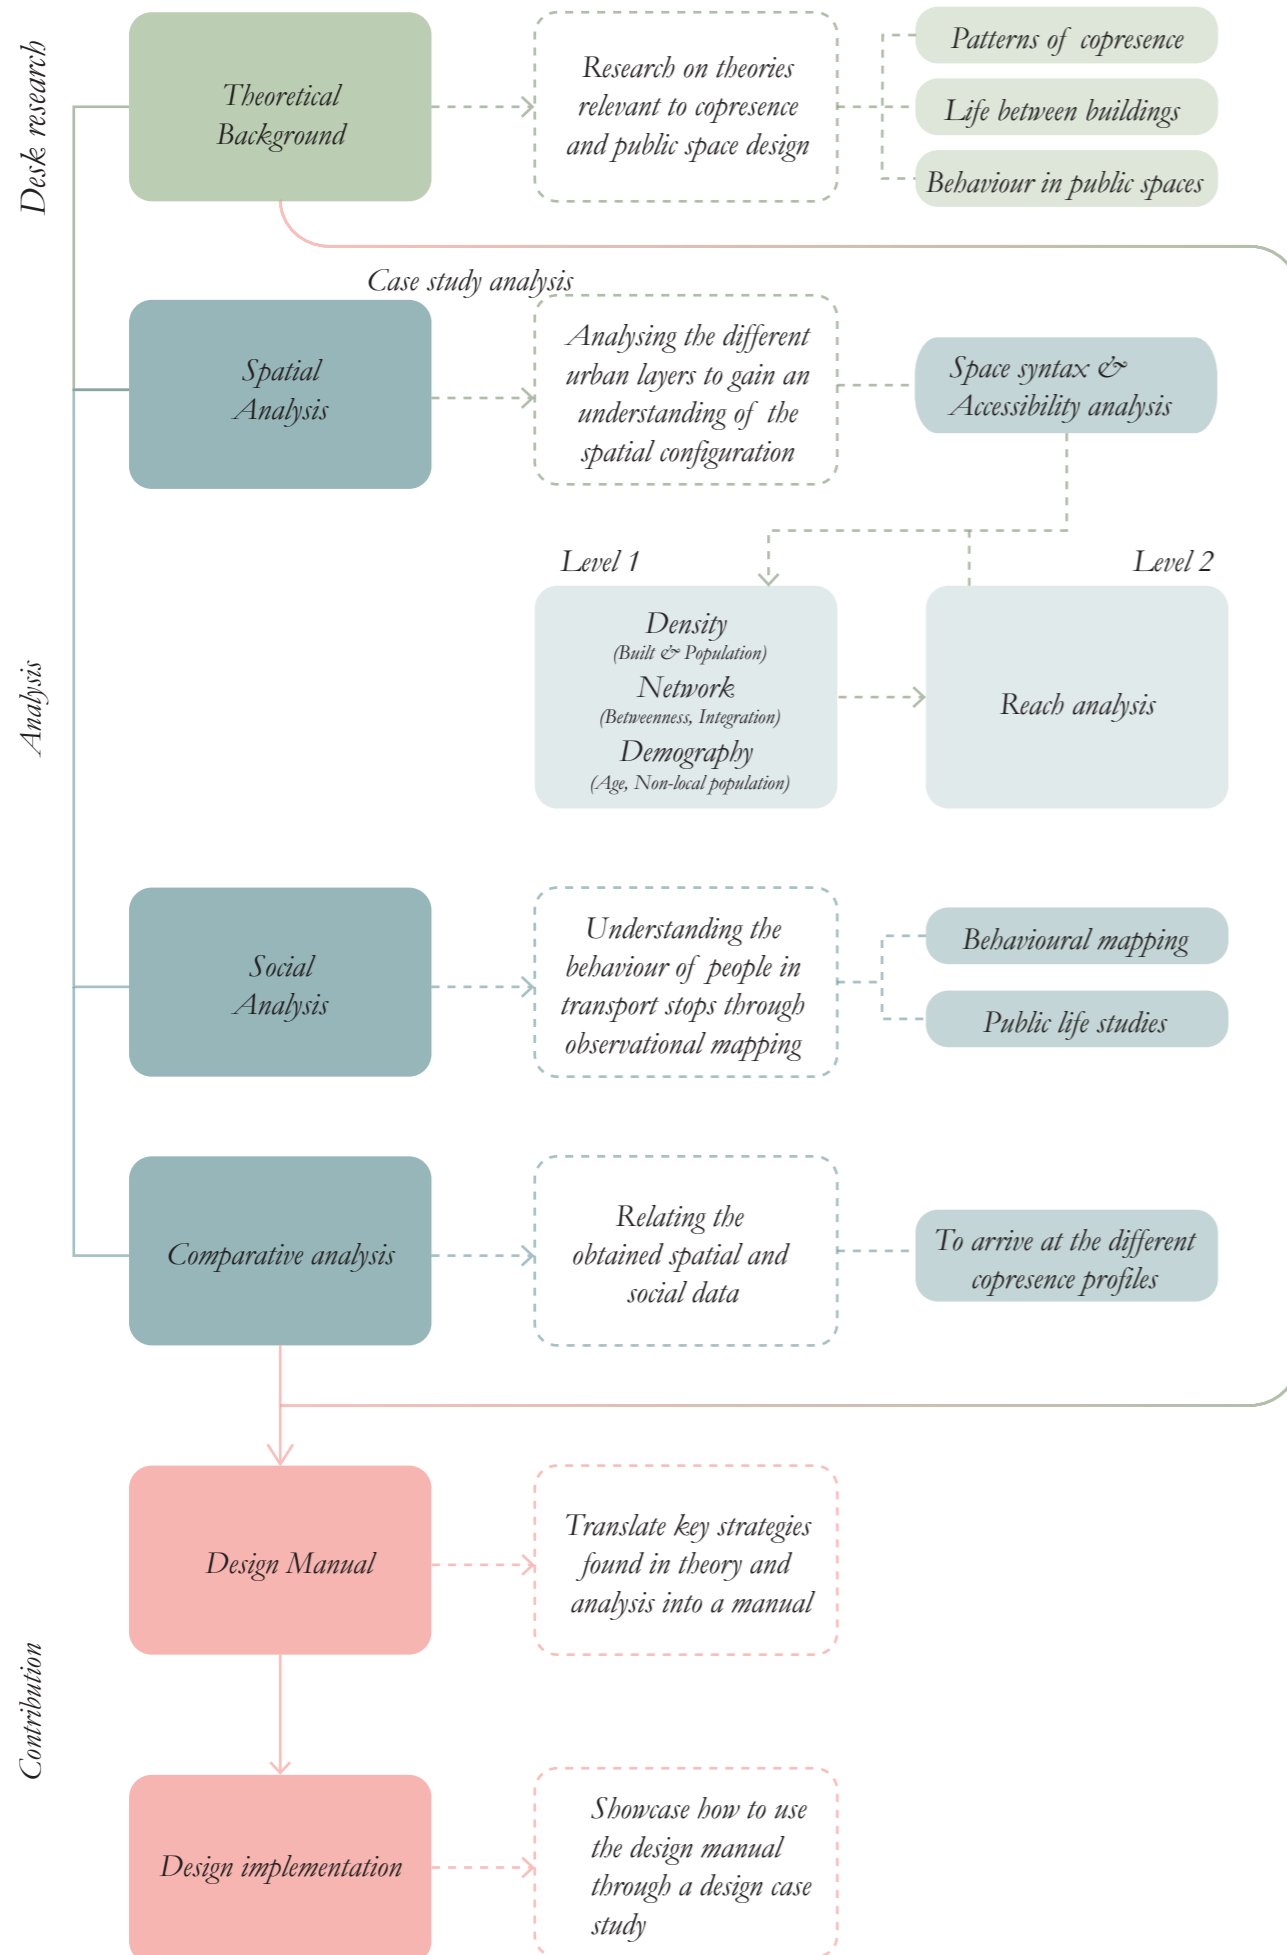 Desk research
Theoretical
Background
Research on theories
relevant to copresence
and public space design
Patterns of copresence
Life between buildings
Behaviour in public spaces
Case study analysis
Analysis
Spatial
Analysis
Analysing the different
urban layers to gain an
understanding of the
spatial configuration
Space syntax &
Accessibility analysis
Level 1
Density
(Built & Population)
Network
(Betweenness, Integration)
Demography
(Age, Non-local population)
Level 2
Reach analysis
Social
Analysis
Understanding the
behaviour of people in
transport stops through
observational mapping
Behavioural mapping
Public life studies
Comparative analysis
Relating the
obtained spatial and
social data
To arrive at the different
copresence profiles
Contribution
Design Manual
Translate key strategies
found in theory and
analysis into a manual
Design implementation
Showcase how to use
the design manual
through a design case
study